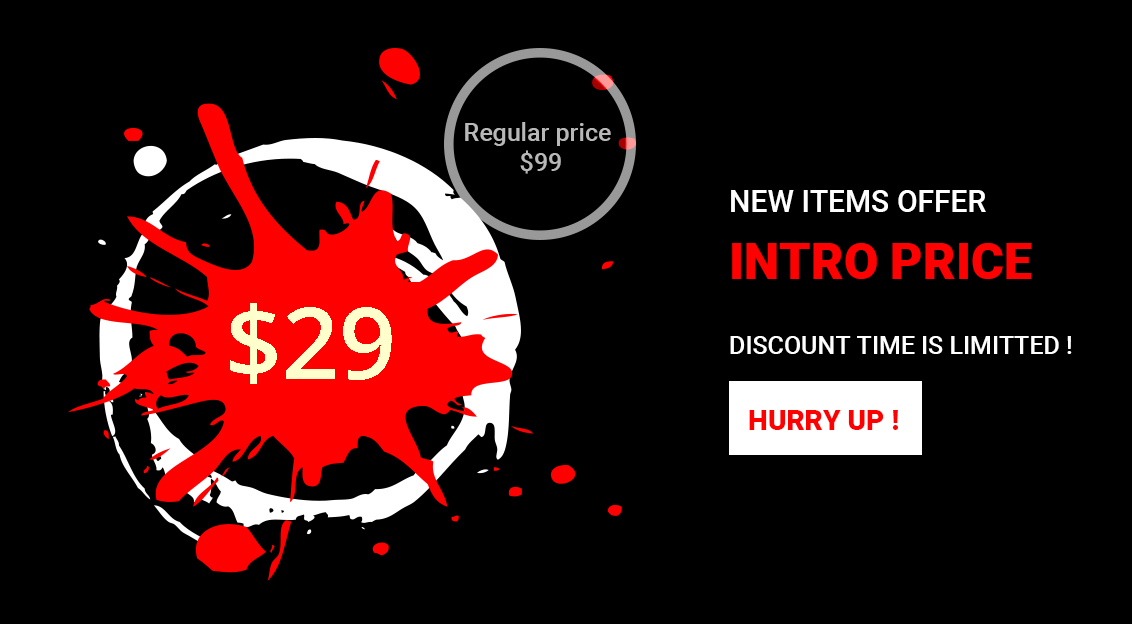 Regular price
$99
$29
NEW ITEMS OFFER
INTRO PRICE
DISCOUNT TIME IS LIMITTED !
HURRY UP !